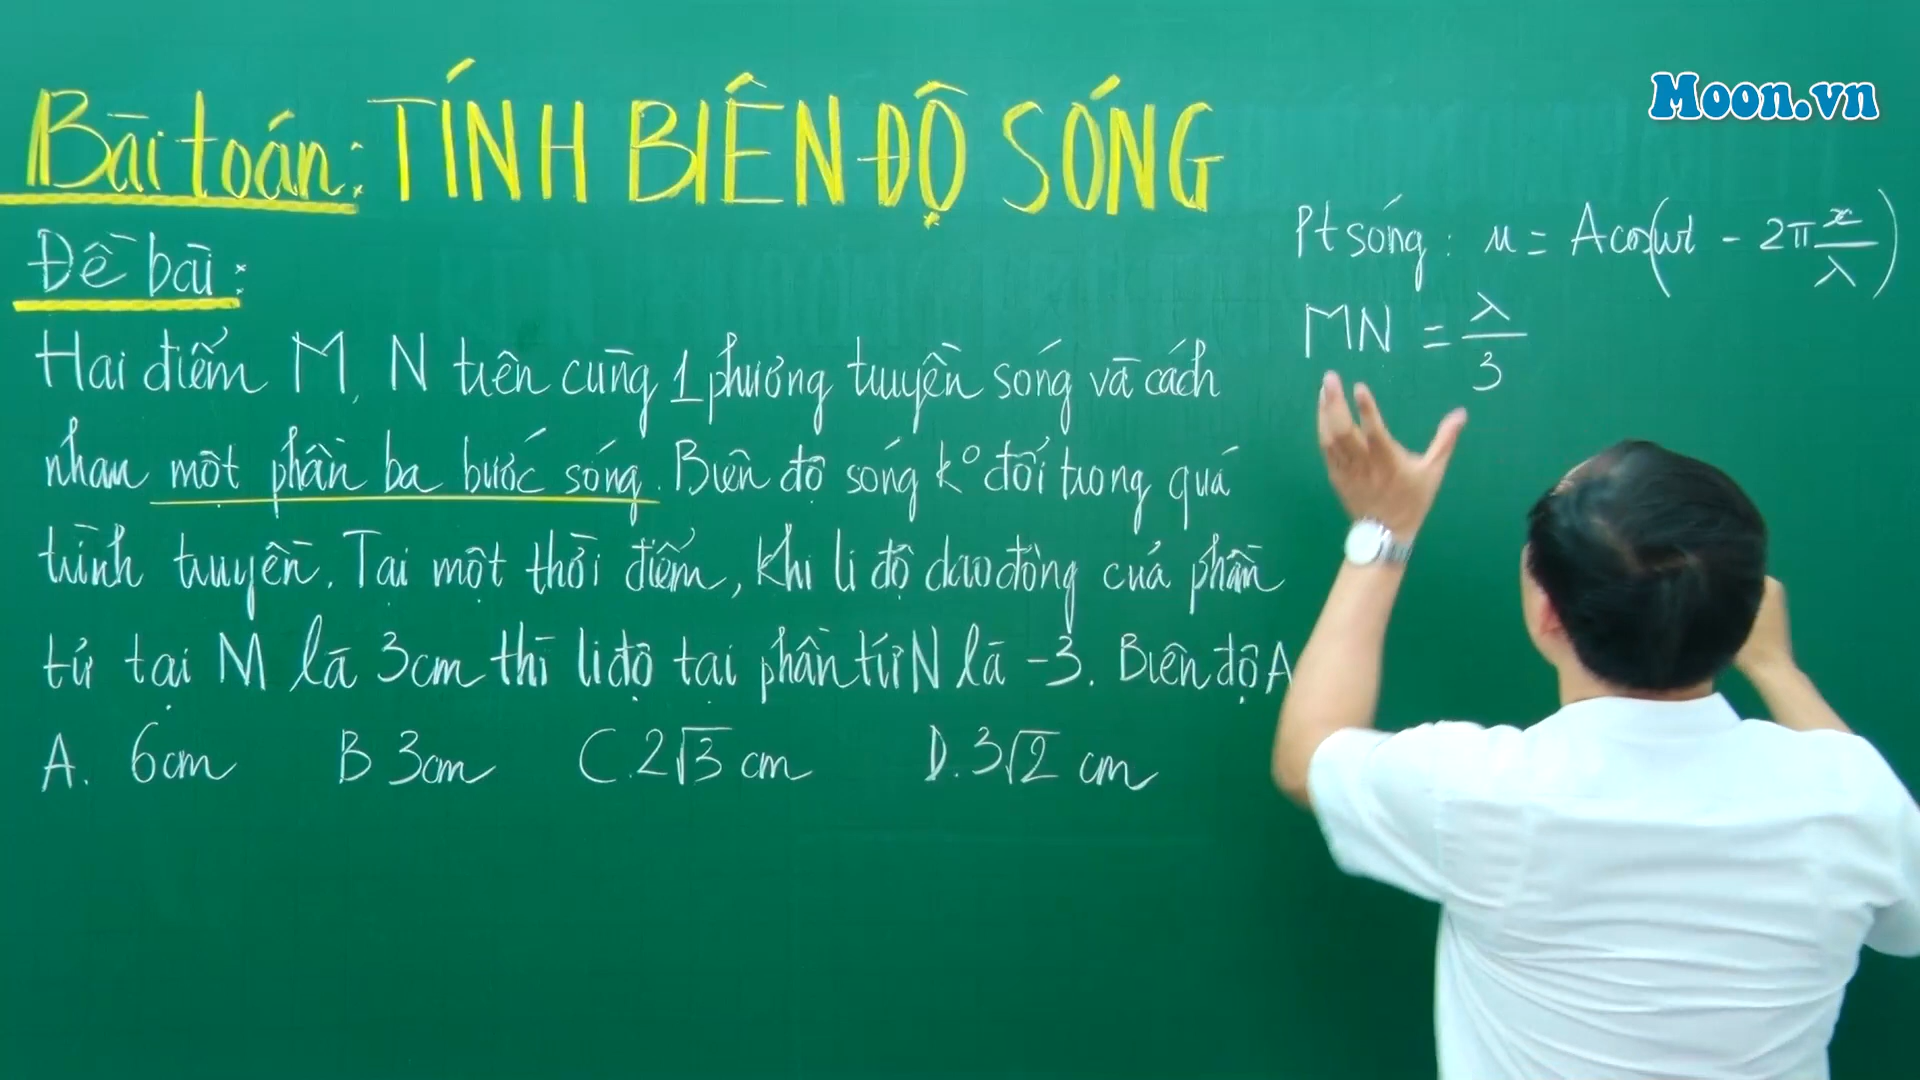 Moon.vn
Bài toán: TÍNH BIÊN ĐỘ SÓNG
Đề bài:
Hai điểm M, N trên cùng 1 phương truyền sóng và cách
nhau một phần ba bước sóng. Biên độ sóng k° đổi trong quá
trình truyền. Tại một thời điểm, khi li độ dao động của phần
tử tại M là 3cm thì li độ tại phần tử N là -3. Biên độ A
A. 6cm B 3cm C. 2√3 cm D. 3√2 cm
Pt sóng: u = A cos(ωt - 2π x/λ)
MN = λ/3